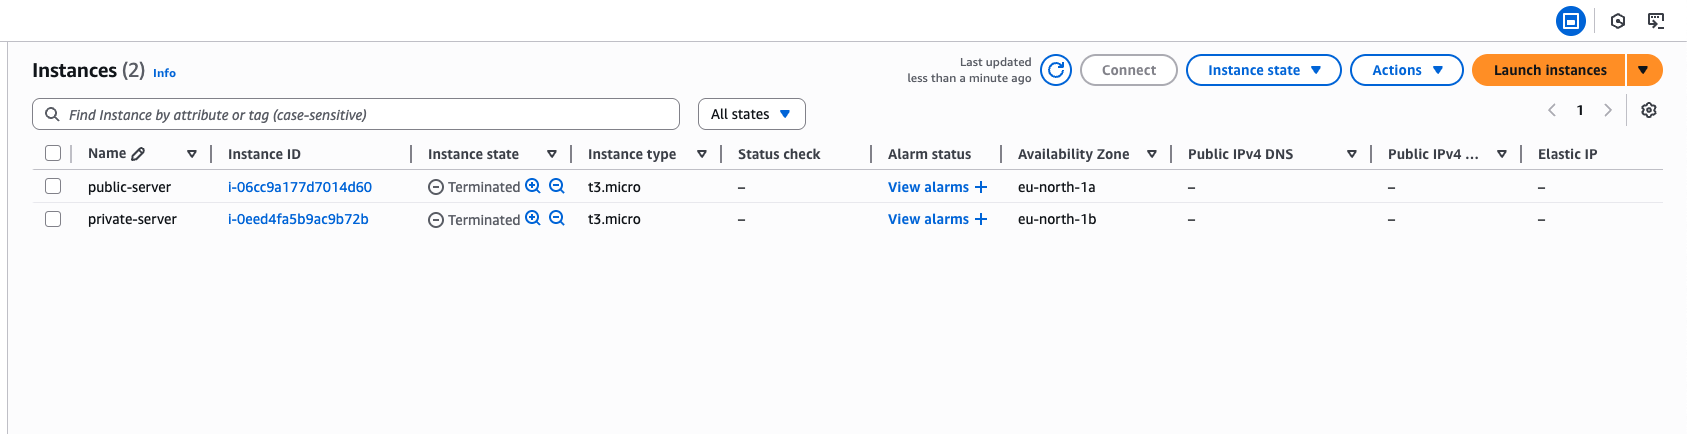 Instances (2) Info
Last updated
less than a minute ago
Connect
Instance state
Actions
Launch instances
Find Instance by attribute or tag (case-sensitive)
All states
1
Name Instance ID Instance state Instance type Status check Alarm status Availability Zone Public IPv4 DNS Public IPv4 ... Elastic IP
public-server i-06cc9a177d7014d60 Terminated t3.micro – View alarms + eu-north-1a – – –
private-server i-0eed4fa5b9ac9b72b Terminated t3.micro – View alarms + eu-north-1b – – –